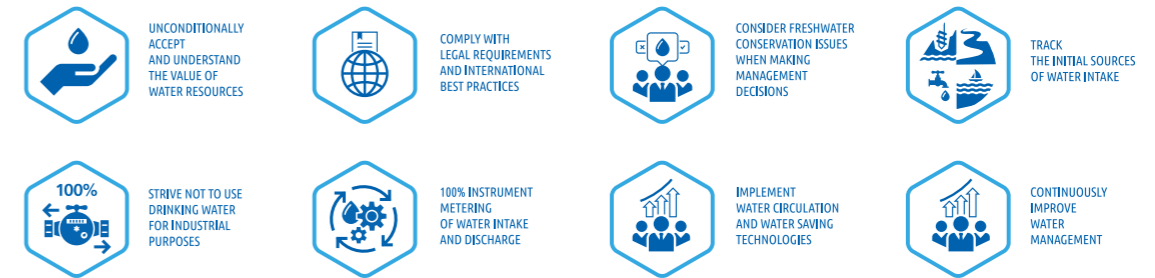 UNCONDITIONALLY
ACCEPT
AND UNDERSTAND
THE VALUE OF
WATER RESOURCES
COMPLY WITH
LEGAL REQUIREMENTS
AND INTERNATIONAL
BEST PRACTICES
CONSIDER FRESHWATER
CONSERVATION ISSUES
WHEN MAKING
MANAGEMENT
DECISIONS
TRACK
THE INITIAL SOURCES
OF WATER INTAKE
100%
STRIVE NOT TO USE
DRINKING WATER
FOR INDUSTRIAL
PURPOSES
100% INSTRUMENT
METERING
OF WATER INTAKE
AND DISCHARGE
IMPLEMENT
WATER CIRCULATION
AND WATER SAVING
TECHNOLOGIES
CONTINUOUSLY
IMPROVE
WATER
MANAGEMENT